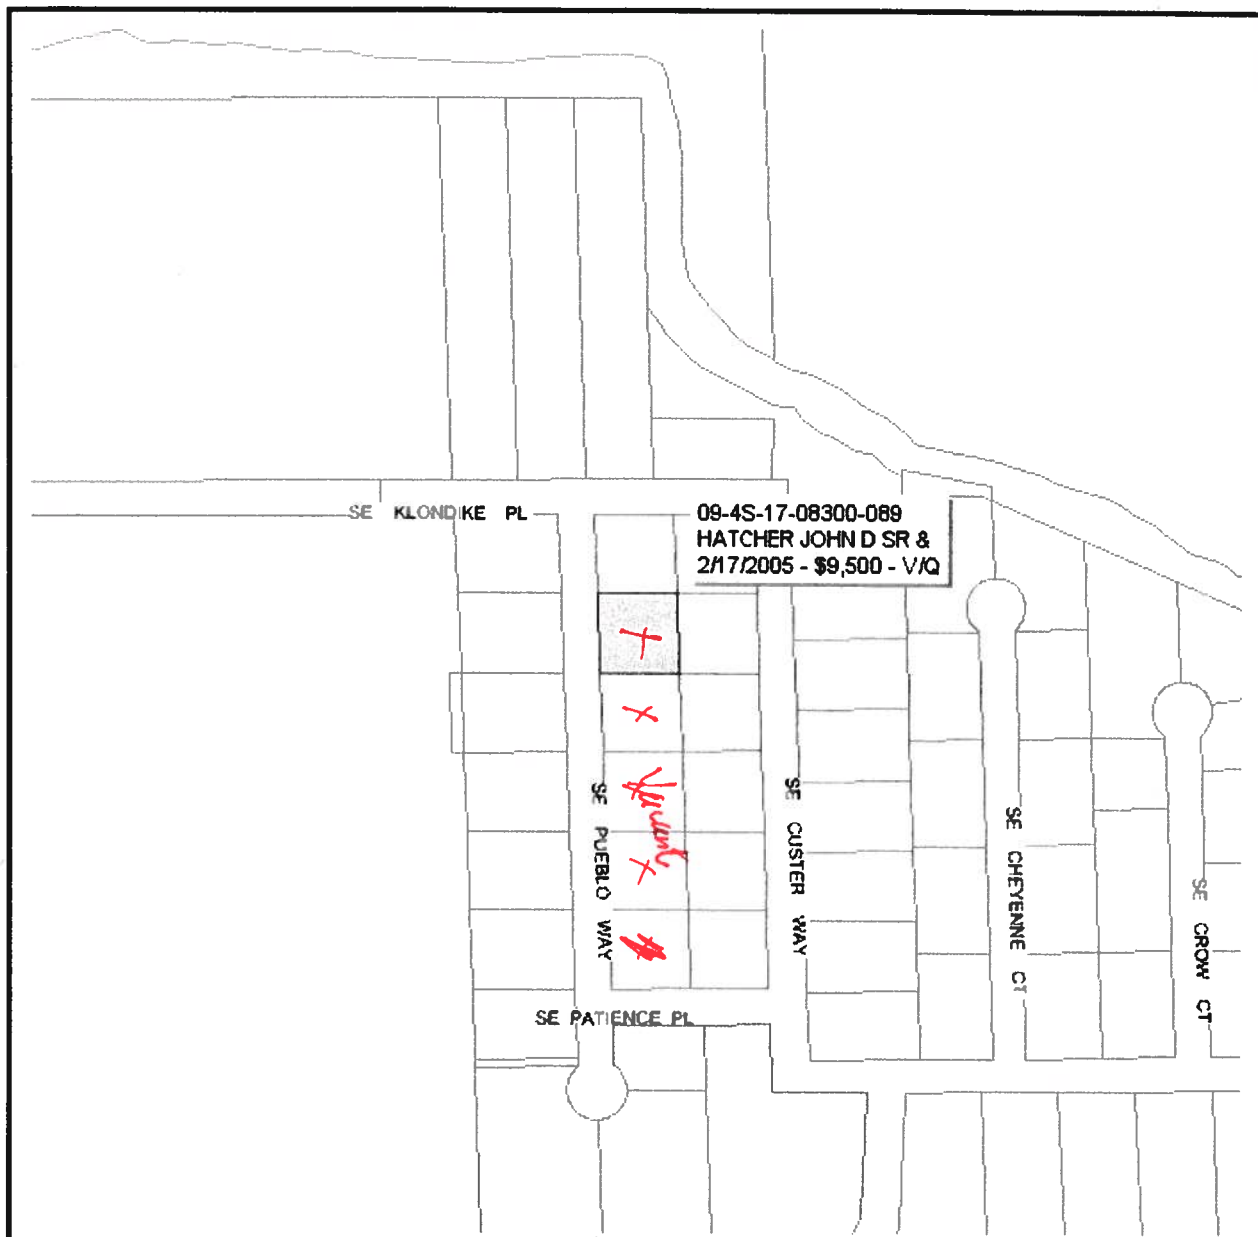 SE KLONDIKE PL
09-4S-17-08300-089
HATCHER JOHN D SR &
2/17/2005 - $9,500 - V/Q
SE PUEBLO WAY
SE CUSTER WAY
SE CHEYENNE CT
SE CROW CT
SE PATIENCE PL
X
X
X